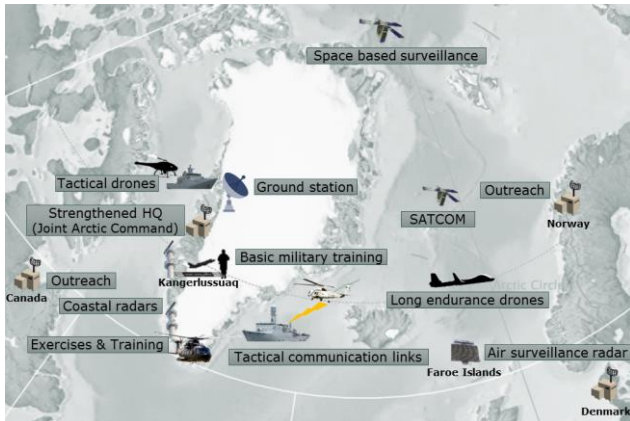 Space based surveillance
Tactical drones
Ground station
Strengthened HQ
(Joint Arctic Command)
SATCOM
Outreach
Norway
Basic military training
Kangerlussuaq
Outreach
Canada
Coastal radars
Long endurance drones
Arctic Circle
Exercises & Training
Tactical communication links
Air surveillance radar
Faroe Islands
Denmark